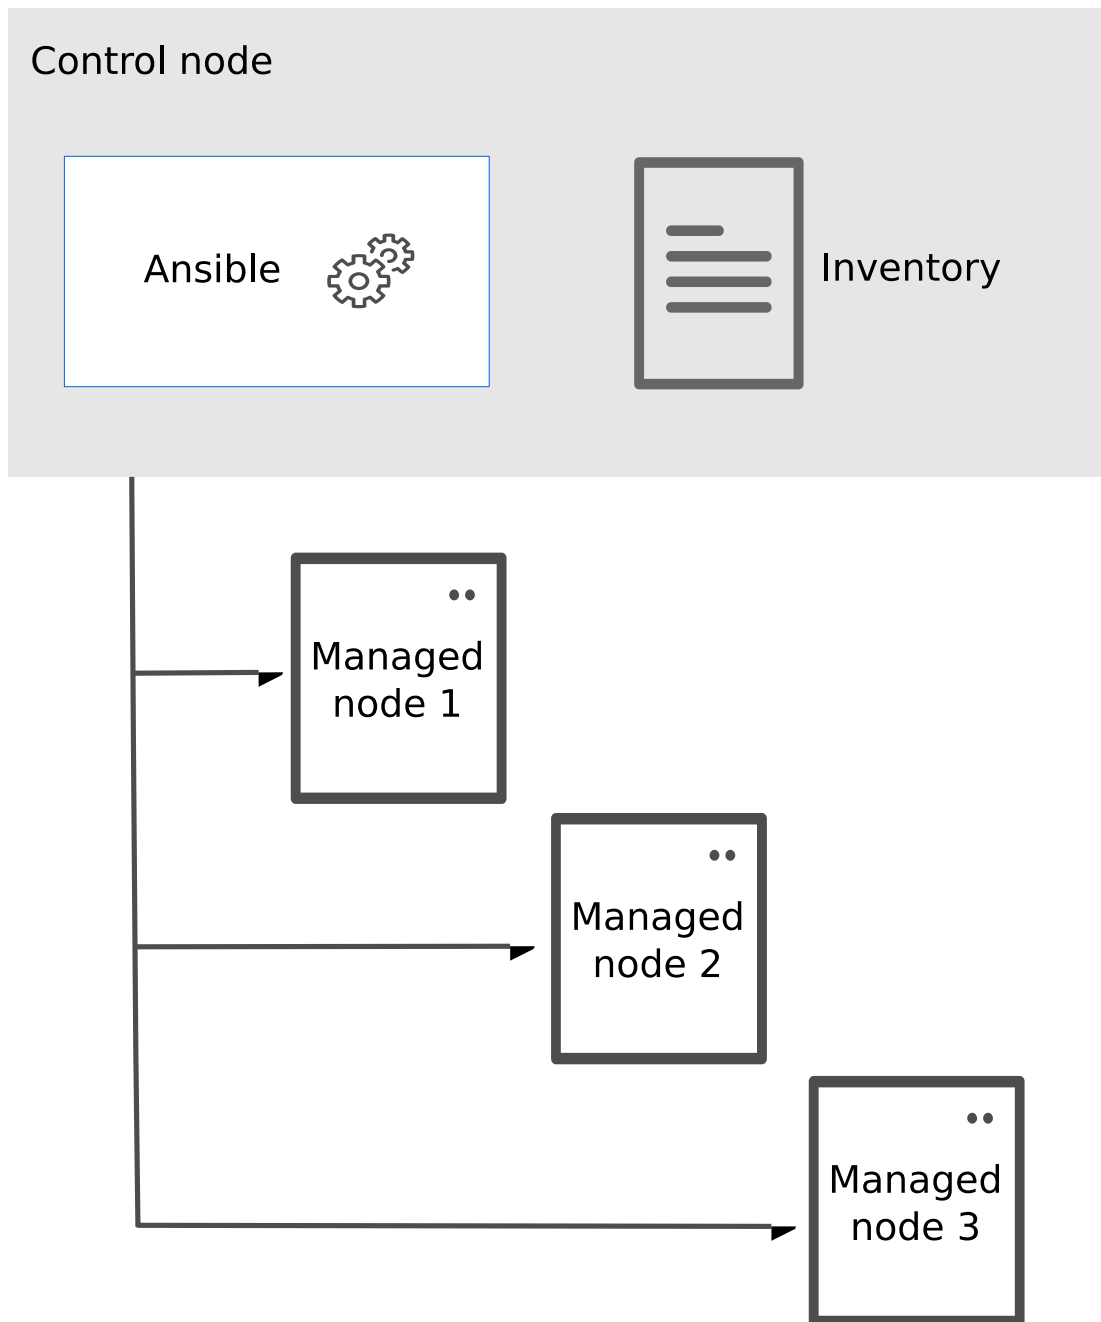 Control node
Ansible
Inventory
Managed
node 1
Managed
node 2
Managed
node 3